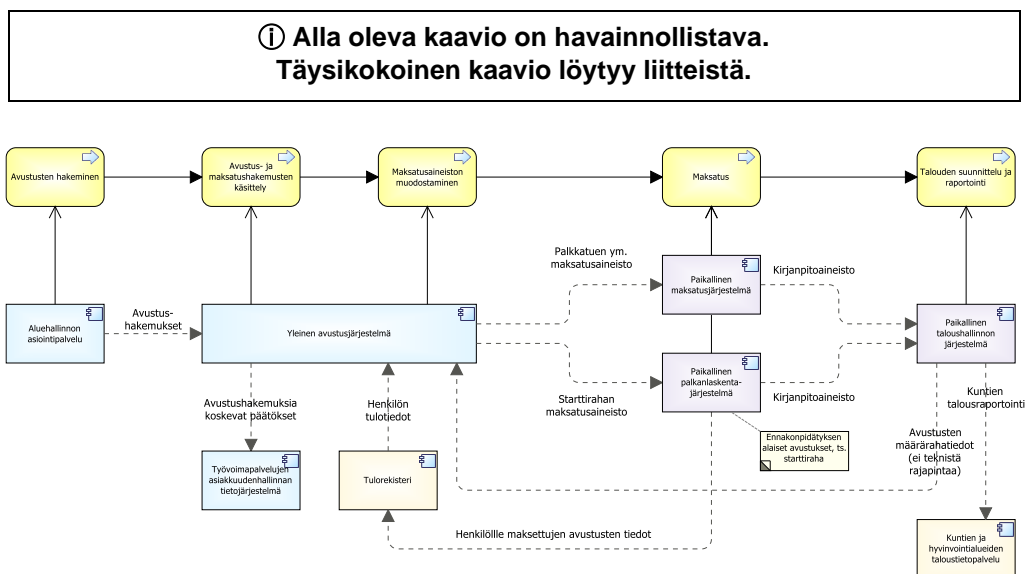 ⓘ Alla oleva kaavio on havainnollistava.
Täysikokoinen kaavio löytyy liitteistä.
Avustusten hakeminen
Avustus- ja
maksatushakemusten
käsittely
Maksatusaineiston
muodostaminen
Maksatus
Talouden suunnittelu ja
raportointi
Palkkatuen ym.
maksatusaineisto
Kirjanpitoaineisto
Paikallinen
maksatusjärjestelmä
Aluehallinnon
asiointipalvelu
Avustus-
hakemukset
Yleinen avustusjärjestelmä
Paikallinen
taloushallinnon
järjestelmä
Starttirahan
maksatusaineisto
Paikallinen
palkanlaskenta-
järjestelmä
Kirjanpitoaineisto
Kuntien
talousraportointi
Avustushakemuksia
koskevat päätökset
Henkilön
tulotiedot
Ennakonpidätyksen
alaiset avustukset, ts.
starttiraha
Avustusten
määrärahatiedot
(ei teknistä
rajapintaa)
Työvoimapalvelujen
asiakkuudenhallinnan
tietojärjestelmä
Tulorekisteri
Henkilöllle maksettujen avustusten tiedot
Kuntien ja
hyvinvointialueiden
taloustietopalvelu